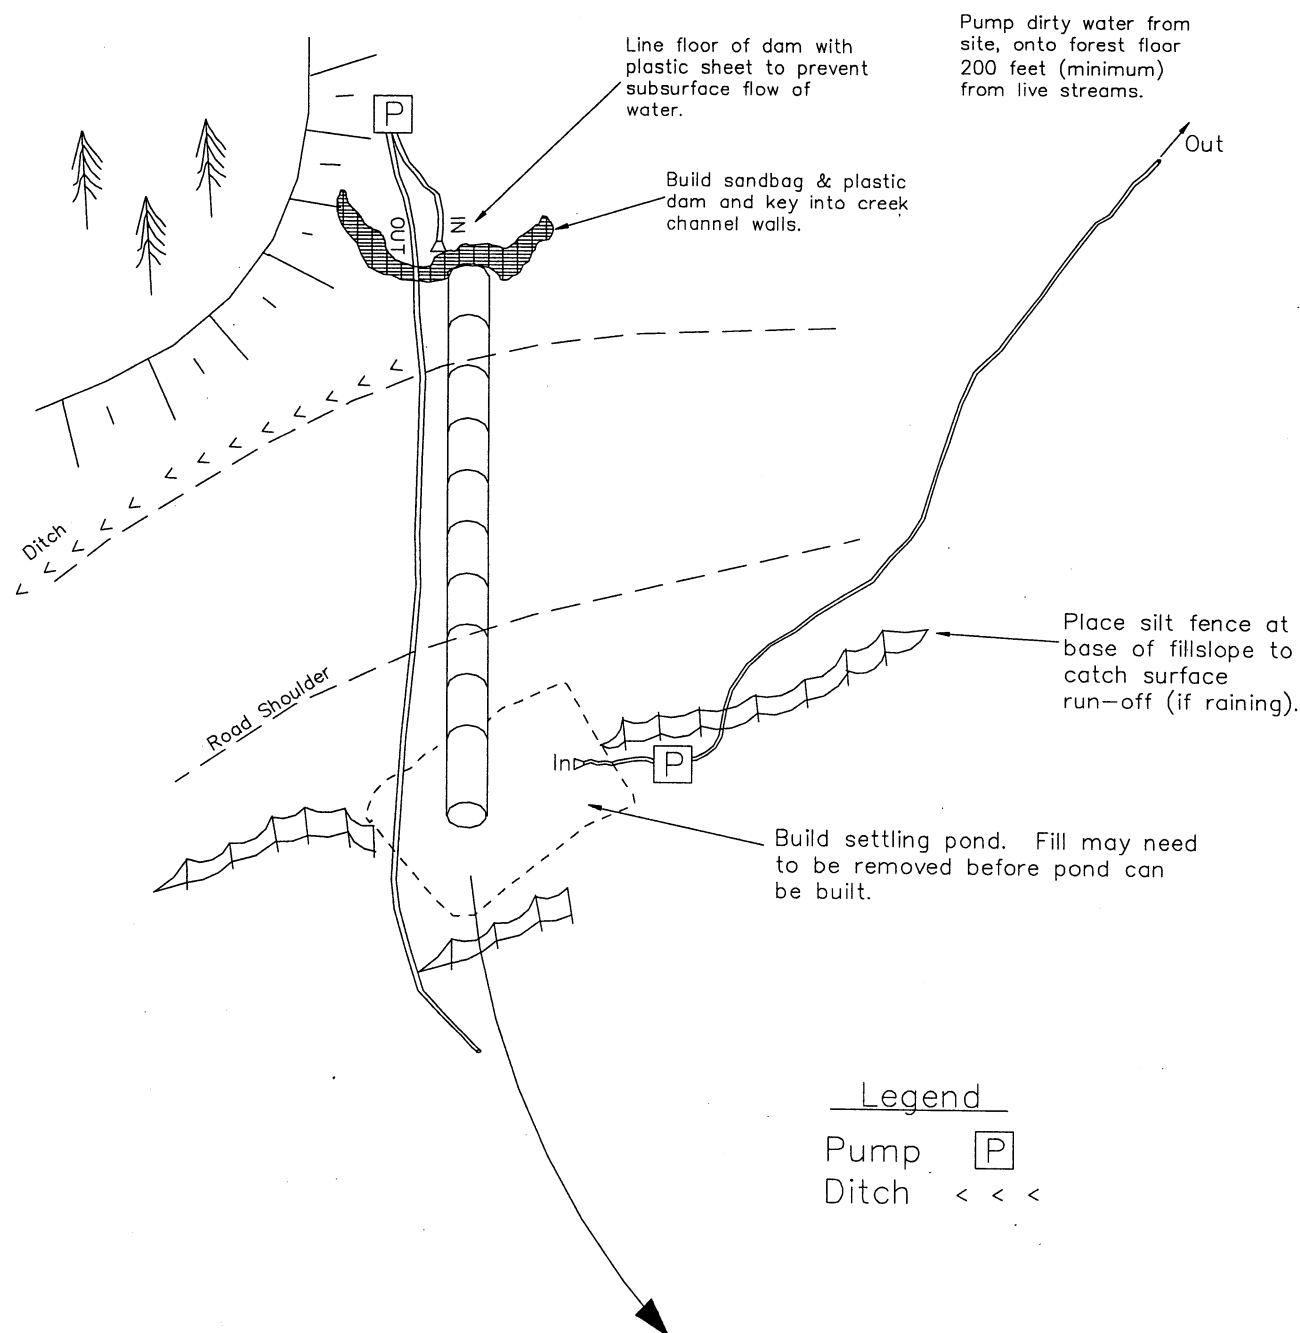 Line floor of dam with
plastic sheet to prevent
subsurface flow of
water.
Pump dirty water from
site, onto forest floor
200 feet (minimum)
from live streams.
P
Out
Build sandbag & plastic
dam and key into creek
channel walls.
OUT
IN
Ditch
Place silt fence at
base of fillslope to
catch surface
run-off (if raining).
Road Shoulder
In
P
Build settling pond. Fill may need
to be removed before pond can
be built.
Legend
Pump P
Ditch < < <